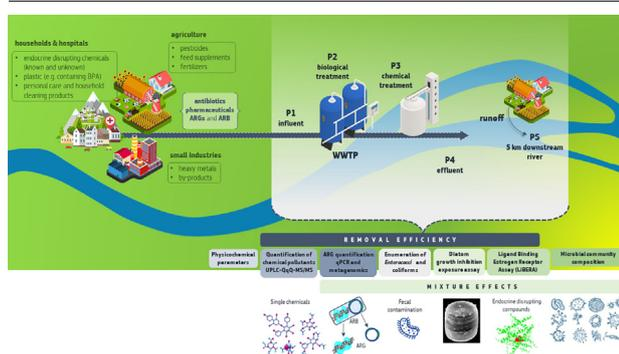 households & hospitals
• endocrine disrupting chemicals
(known and unknown)
• plastic (e.g. containing BPA)
• personal care and household
cleaning products
agriculture
• pesticides
• feed supplements
• fertilizers
antibiotics
pharmaceuticals
ARGs and ARB
small industries
• heavy metals
• by-products
P1
influent
P2
biological
treatment
P3
chemical
treatment
WWTP
P4
effluent
runoff
P5
5 km downstream
river
REMOVAL EFFICIENCY
Physicochemical
parameters
Quantification of
chemical pollutants
UPLC-QqQ-MS/MS
ARG quantification
qPCR and
metagenomics
Enumeration of
Enterococci and
coliforms
Diatom
growth inhibition
exposure assay
Ligand Binding
Estrogen Receptor
Assay (LiBERA)
Microbial community
composition
MIXTURE EFFECTS
Single chemicals
ARB
ARG
Fecal
contamination
Endocrine disrupting
compounds